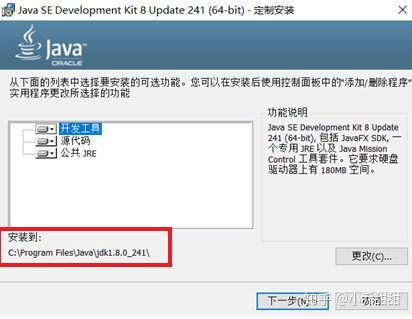 Java SE Development Kit 8 Update 241 (64-bit) - 定制安装
Java
ORACLE
从下面的列表中选择要安装的可选功能。您可以在安装后使用控制面板中的"添加/删除程序"
实用程序更改所选择的功能
开发工具
源代码
公共 JRE
功能说明
Java SE Development Kit 8 Update
241 (64-bit), 包括 JavaFX SDK, 一
个专用 JRE 以及 Java Mission
Control 工具套件。它要求硬盘
驱动器上有 180MB 空间。
安装到:
C:\Program Files\Java\jdk1.8.0_241\
更改(C)...
下一步(N)
取消
知乎